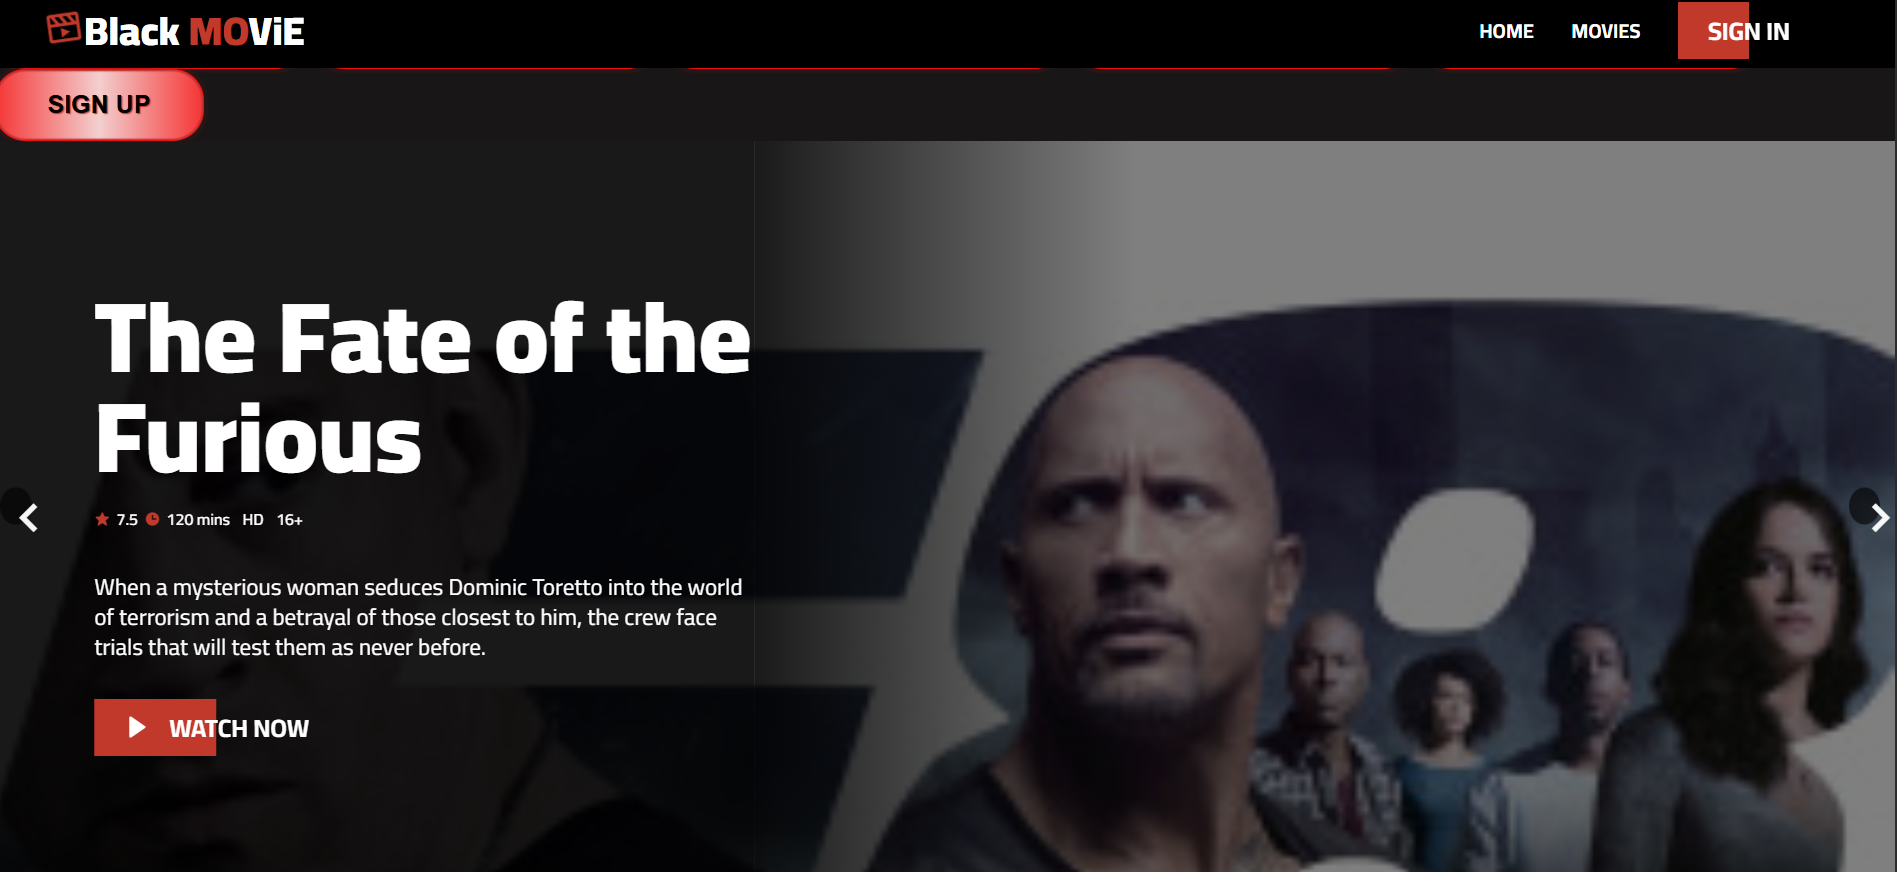 Black MOViE
HOME
MOVIES
SIGN IN
SIGN UP
The Fate of the
Furious
7.5 120 mins HD 16+
When a mysterious woman seduces Dominic Toretto into the world
of terrorism and a betrayal of those closest to him, the crew face
trials that will test them as never before.
WATCH NOW